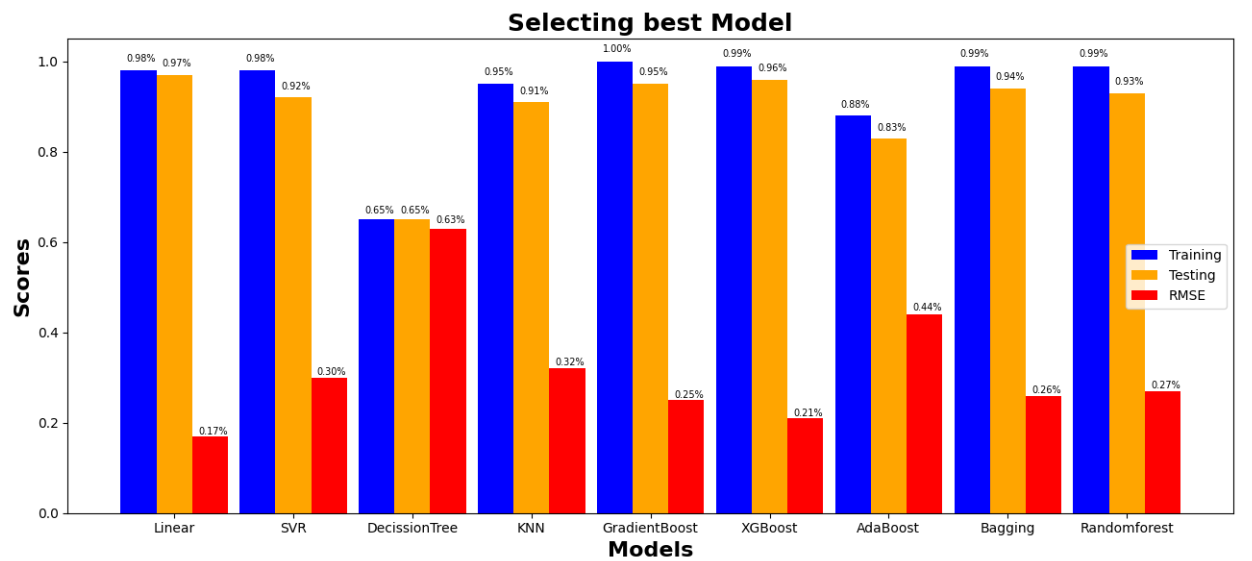 Selecting best Model
Scores
1.0
0.8
0.6
0.4
0.2
0.0
0.98% 0.97% 0.17%
0.98% 0.92% 0.30%
0.65% 0.65% 0.63%
0.95% 0.91% 0.32%
1.00% 0.95% 0.25%
0.99% 0.96% 0.21%
0.88% 0.83% 0.44%
0.99% 0.94% 0.26%
0.99% 0.93% 0.27%
Training
Testing
RMSE
Linear SVR DecissionTree KNN GradientBoost XGBoost AdaBoost Bagging Randomforest
Models